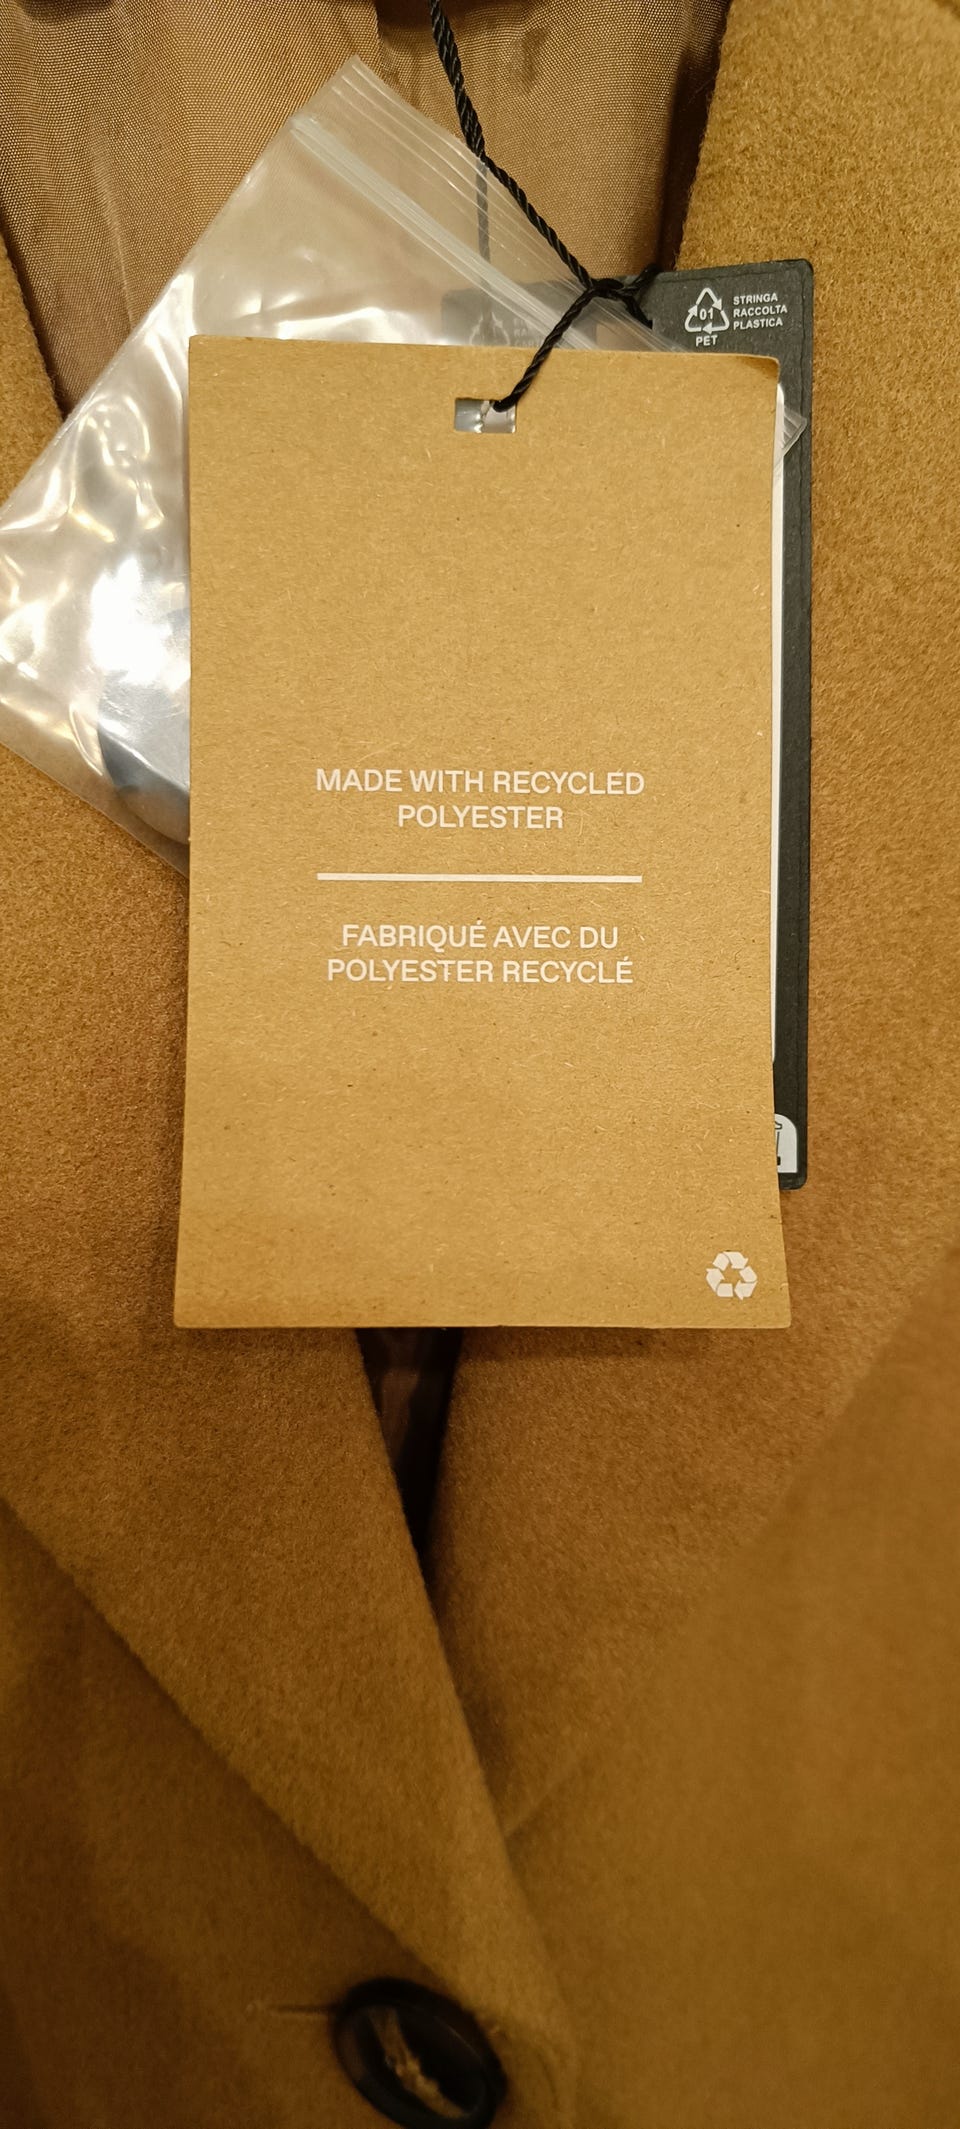 01
PET
STRINGA
RACCOLTA
PLASTICA
MADE WITH RECYCLED
POLYESTER
FABRIQUÉ AVEC DU
POLYESTER RECYCLÉ